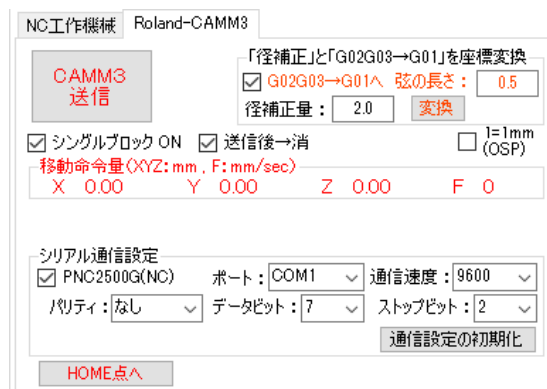 NC工作機械 Roland-CAMM3
CAMM3
送信
「径補正」と「G02G03→G01」を座標変換
G02G03→G01へ 弦の長さ： 0.5
径補正量： 2.0 変換
シングルブロック ON 送信後→消 1=1mm
(OSP)
移動命令量(XYZ:mm , F:mm/sec)
X 0.00 Y 0.00 Z 0.00 F 0
シリアル通信設定
PNC2500G(NC) ポート： COM1 通信速度： 9600
パリティ： なし データビット： 7 ストップビット： 2
通信設定の初期化
HOME点へ